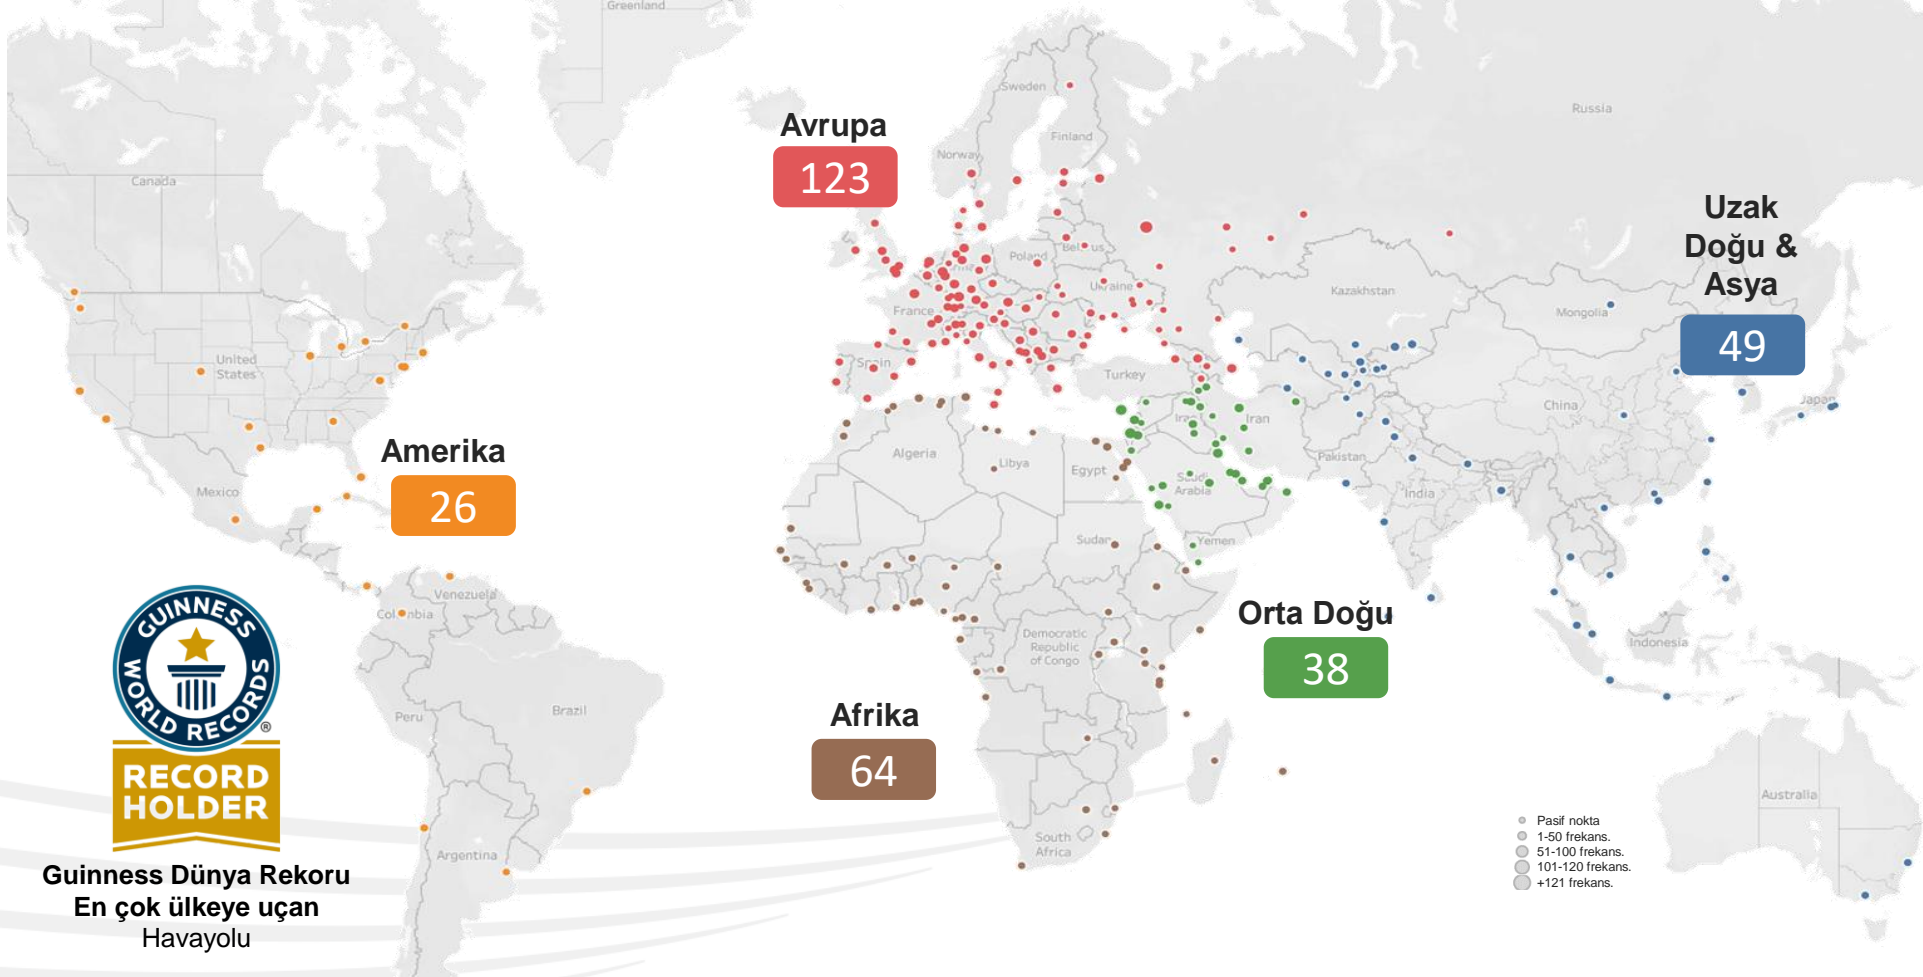 Greenland
Avrupa
123
Sweden
Finland
Norway
Russia
Canada
Uzak
Doğu &
Asya
49
Poland
Ukraine
Kazakhstan
Mongolia
France
United
States
Spain
Turkey
China
Japan
Amerika
26
Iran
Algeria
Libya
Egypt
Saudi
Arabia
Pakistan
India
Mexico
Sudan
Yemen
Venezuela
Colombia
Orta Doğu
38
Democratic
Republic
of Congo
Indonesia
GUINNESS
WORLD RECORDS
®
RECORD
HOLDER
Peru
Brazil
Afrika
64
Australia
South
Africa
Argentina
Pasif nokta
1-50 frekans.
51-100 frekans.
101-120 frekans.
+121 frekans.
Guinness Dünya Rekoru
En çok ülkeye uçan
Havayolu